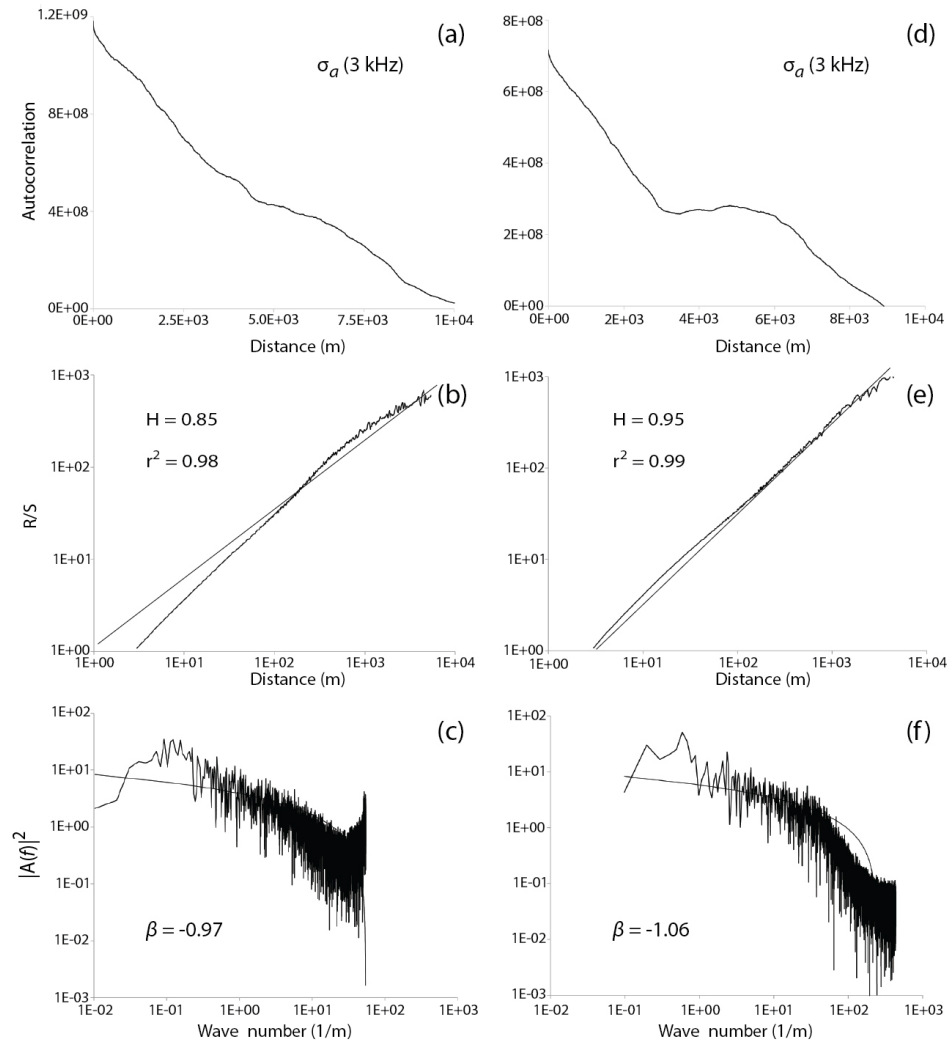 1.2E+09
8E+08
4E+08
0E+00
Autocorrelation
(a)
σa (3 kHz)
0E+00 2.5E+03 5.0E+03 7.5E+03 1E+04
Distance (m)
8E+08
6E+08
4E+08
2E+08
0E+00
(d)
σa (3 kHz)
0E+00 2E+03 4E+03 6E+03 8E+03 1E+04
Distance (m)
1E+03
1E+02
1E+01
1E+00
R/S
(b)
H = 0.85
r² = 0.98
1E+00 1E+01 1E+02 1E+03 1E+04
Distance (m)
1E+03
1E+02
1E+01
1E+00
(e)
H = 0.95
r² = 0.99
1E+00 1E+01 1E+02 1E+03 1E+04
Distance (m)
1E+02
1E+01
1E+00
1E-01
1E-02
1E-03
|A(f)|²
(c)
β = -0.97
1E-02 1E-01 1E+00 1E+01 1E+02 1E+03
Wave number (1/m)
1E+02
1E+01
1E+00
1E-01
1E-02
1E-03
(f)
β = -1.06
1E-02 1E-01 1E+00 1E+01 1E+02 1E+03
Wave number (1/m)